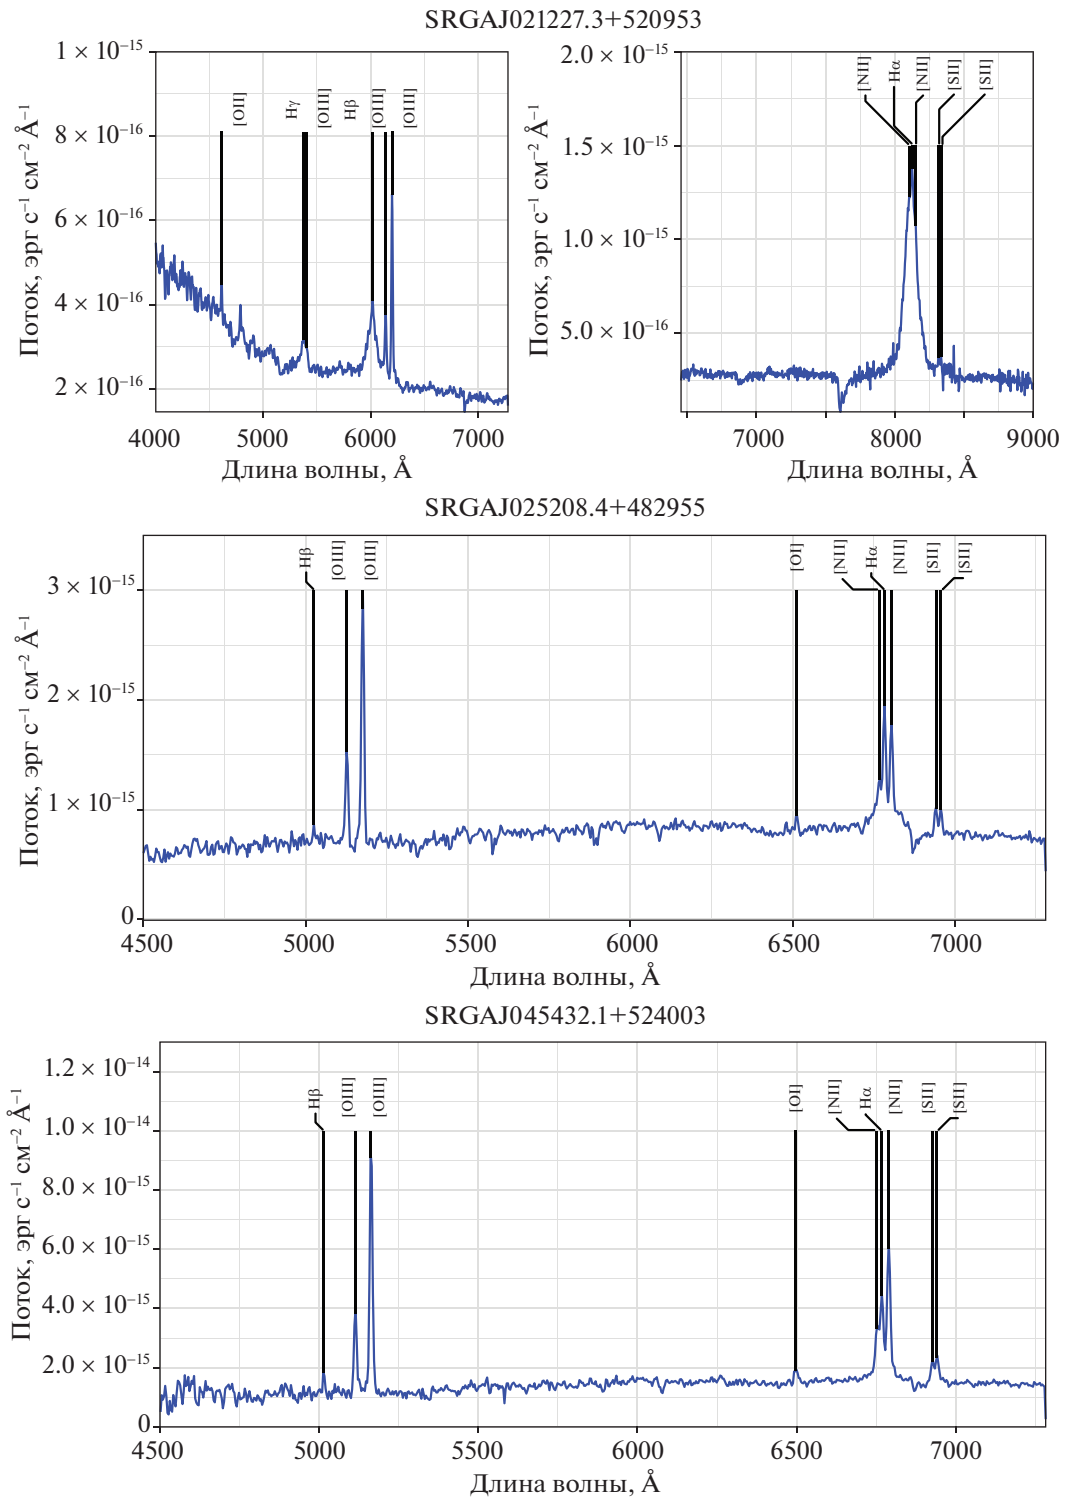 SRGAJ021227.3+520953
1 × 10⁻¹⁵
8 × 10⁻¹⁶
6 × 10⁻¹⁶
4 × 10⁻¹⁶
2 × 10⁻¹⁶
Поток, эрг с⁻¹ см⁻² Å⁻¹
[OII]
Hγ
[OIII]
Hβ
[OIII]
[OIII]
4000 5000 6000 7000
Длина волны, Å
2.0 × 10⁻¹⁵
1.5 × 10⁻¹⁵
1.0 × 10⁻¹⁵
5.0 × 10⁻¹⁶
Поток, эрг с⁻¹ см⁻² Å⁻¹
[NII]
Hα
[NII]
[SII]
[SII]
7000 8000 9000
Длина волны, Å
SRGAJ025208.4+482955
3 × 10⁻¹⁵
2 × 10⁻¹⁵
1 × 10⁻¹⁵
0
Поток, эрг с⁻¹ см⁻² Å⁻¹
Hβ
[OIII]
[OIII]
[OI]
[NII]
Hα
[NII]
[SII]
[SII]
4500 5000 5500 6000 6500 7000
Длина волны, Å
SRGAJ045432.1+524003
1.2 × 10⁻¹⁴
1.0 × 10⁻¹⁴
8.0 × 10⁻¹⁵
6.0 × 10⁻¹⁵
4.0 × 10⁻¹⁵
2.0 × 10⁻¹⁵
0
Поток, эрг с⁻¹ см⁻² Å⁻¹
Hβ
[OIII]
[OIII]
[OI]
[NII]
Hα
[NII]
[SII]
[SII]
4500 5000 5500 6000 6500 7000
Длина волны, Å